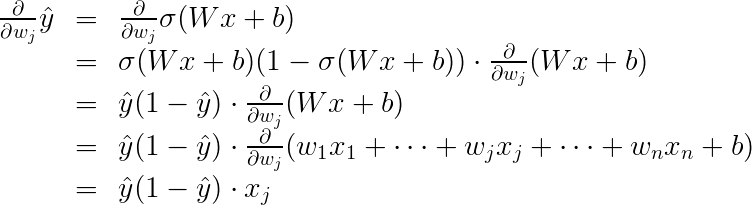 ∂/∂w_j ŷ = ∂/∂w_j σ(Wx + b)
= σ(Wx + b)(1 − σ(Wx + b)) · ∂/∂w_j (Wx + b)
= ŷ(1 − ŷ) · ∂/∂w_j (Wx + b)
= ŷ(1 − ŷ) · ∂/∂w_j (w_1x_1 + ⋯ + w_jx_j + ⋯ + w_nx_n + b)
= ŷ(1 − ŷ) · x_j